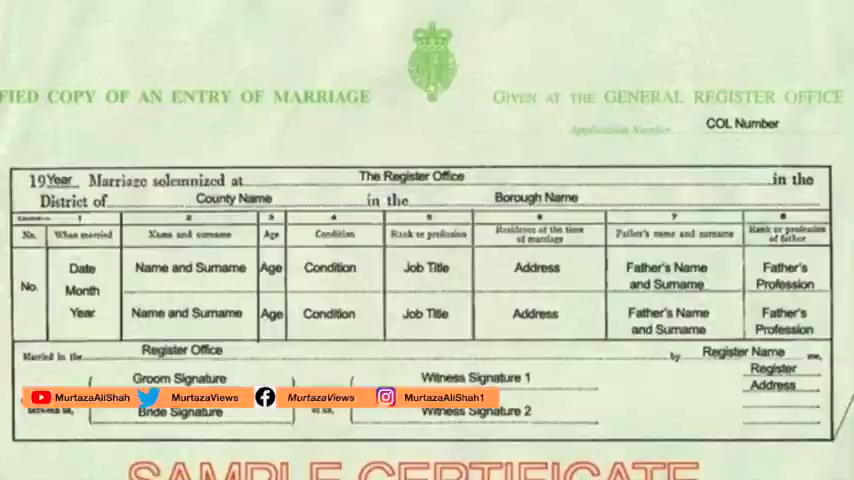 FIED COPY OF AN ENTRY OF MARRIAGE
GIVEN AT THE GENERAL REGISTER OFFICE
Application Number
COL Number
19 Year Marriage solemnized at The Register Office in the
District of County Name in the Borough Name
1 2 3 4 5 6 7 8
No. When married Name and surname Age Condition Rank or profession Residence at the time of marriage Father's name and surname Rank or profession of father
No.
Date
Month
Year
Name and Surname Age Condition Job Title Address Father's Name and Surname Father's Profession
Name and Surname Age Condition Job Title Address Father's Name and Surname Father's Profession
Married in the Register Office by Register Name me,
Register
Address
Groom Signature Witness Signature 1
MurtazaAliShah MurtazaViews MurtazaViews MurtazaAliShah1
Bride Signature Witness Signature 2
SAMPLE CERTIFICATE